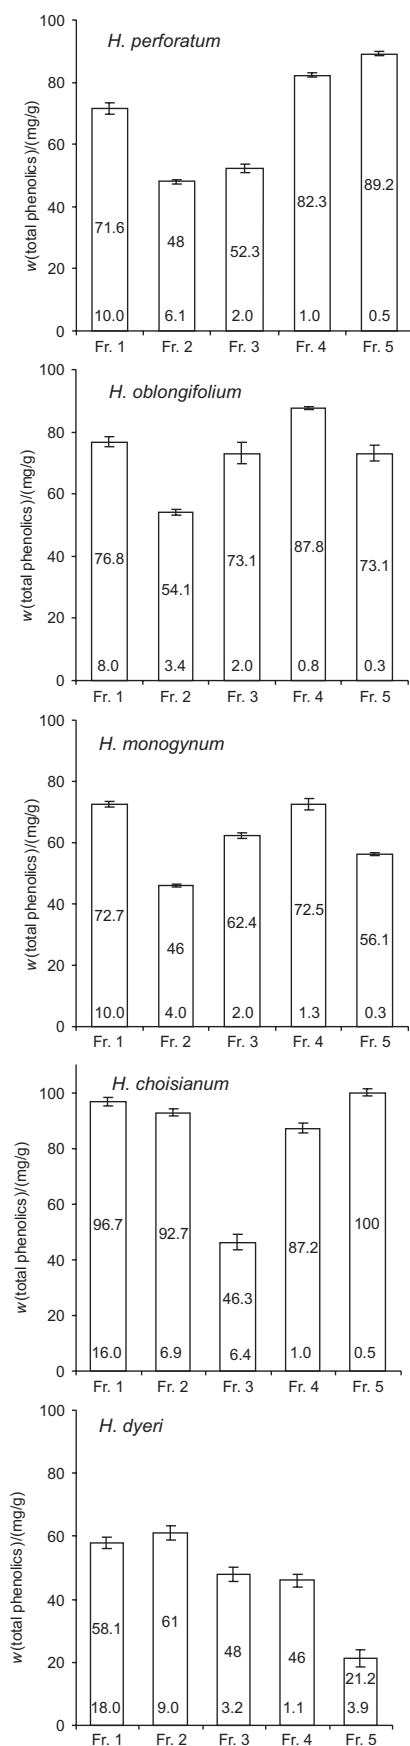 100
H. perforatum
80
60
40
20
0
w(total phenolics)/(mg/g)
71.6
48
52.3
82.3
89.2
10.0
6.1
2.0
1.0
0.5
Fr. 1
Fr. 2
Fr. 3
Fr. 4
Fr. 5
100
H. oblongifolium
80
60
40
20
0
w(total phenolics)/(mg/g)
76.8
54.1
73.1
87.8
73.1
8.0
3.4
2.0
0.8
0.3
Fr. 1
Fr. 2
Fr. 3
Fr. 4
Fr. 5
100
H. monogynum
80
60
40
20
0
w(total phenolics)/(mg/g)
72.7
46
62.4
72.5
56.1
10.0
4.0
2.0
1.3
0.3
Fr. 1
Fr. 2
Fr. 3
Fr. 4
Fr. 5
H. choisianum
100
80
60
40
20
0
w(total phenolics)/(mg/g)
96.7
92.7
46.3
87.2
100
16.0
6.9
6.4
1.0
0.5
Fr. 1
Fr. 2
Fr. 3
Fr. 4
Fr. 5
100
H. dyeri
80
60
40
20
0
w(total phenolics)/(mg/g)
58.1
61
48
46
21.2
18.0
9.0
3.2
1.1
3.9
Fr. 1
Fr. 2
Fr. 3
Fr. 4
Fr. 5